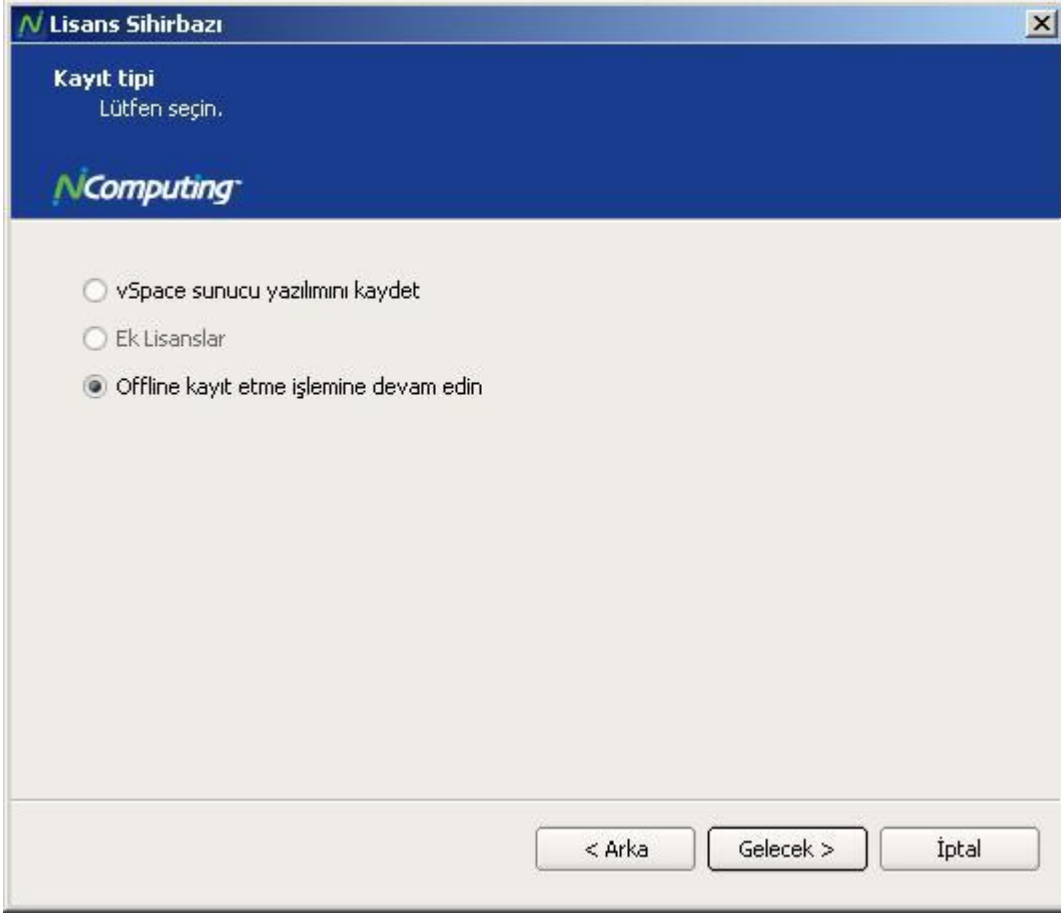 Lisans Sihirbazı
Kayıt tipi
Lütfen seçin.
NComputing
vSpace sunucu yazılımını kaydet
Ek Lisanslar
Offline kayıt etme işlemine devam edin
< Arka
Gelecek >
İptal